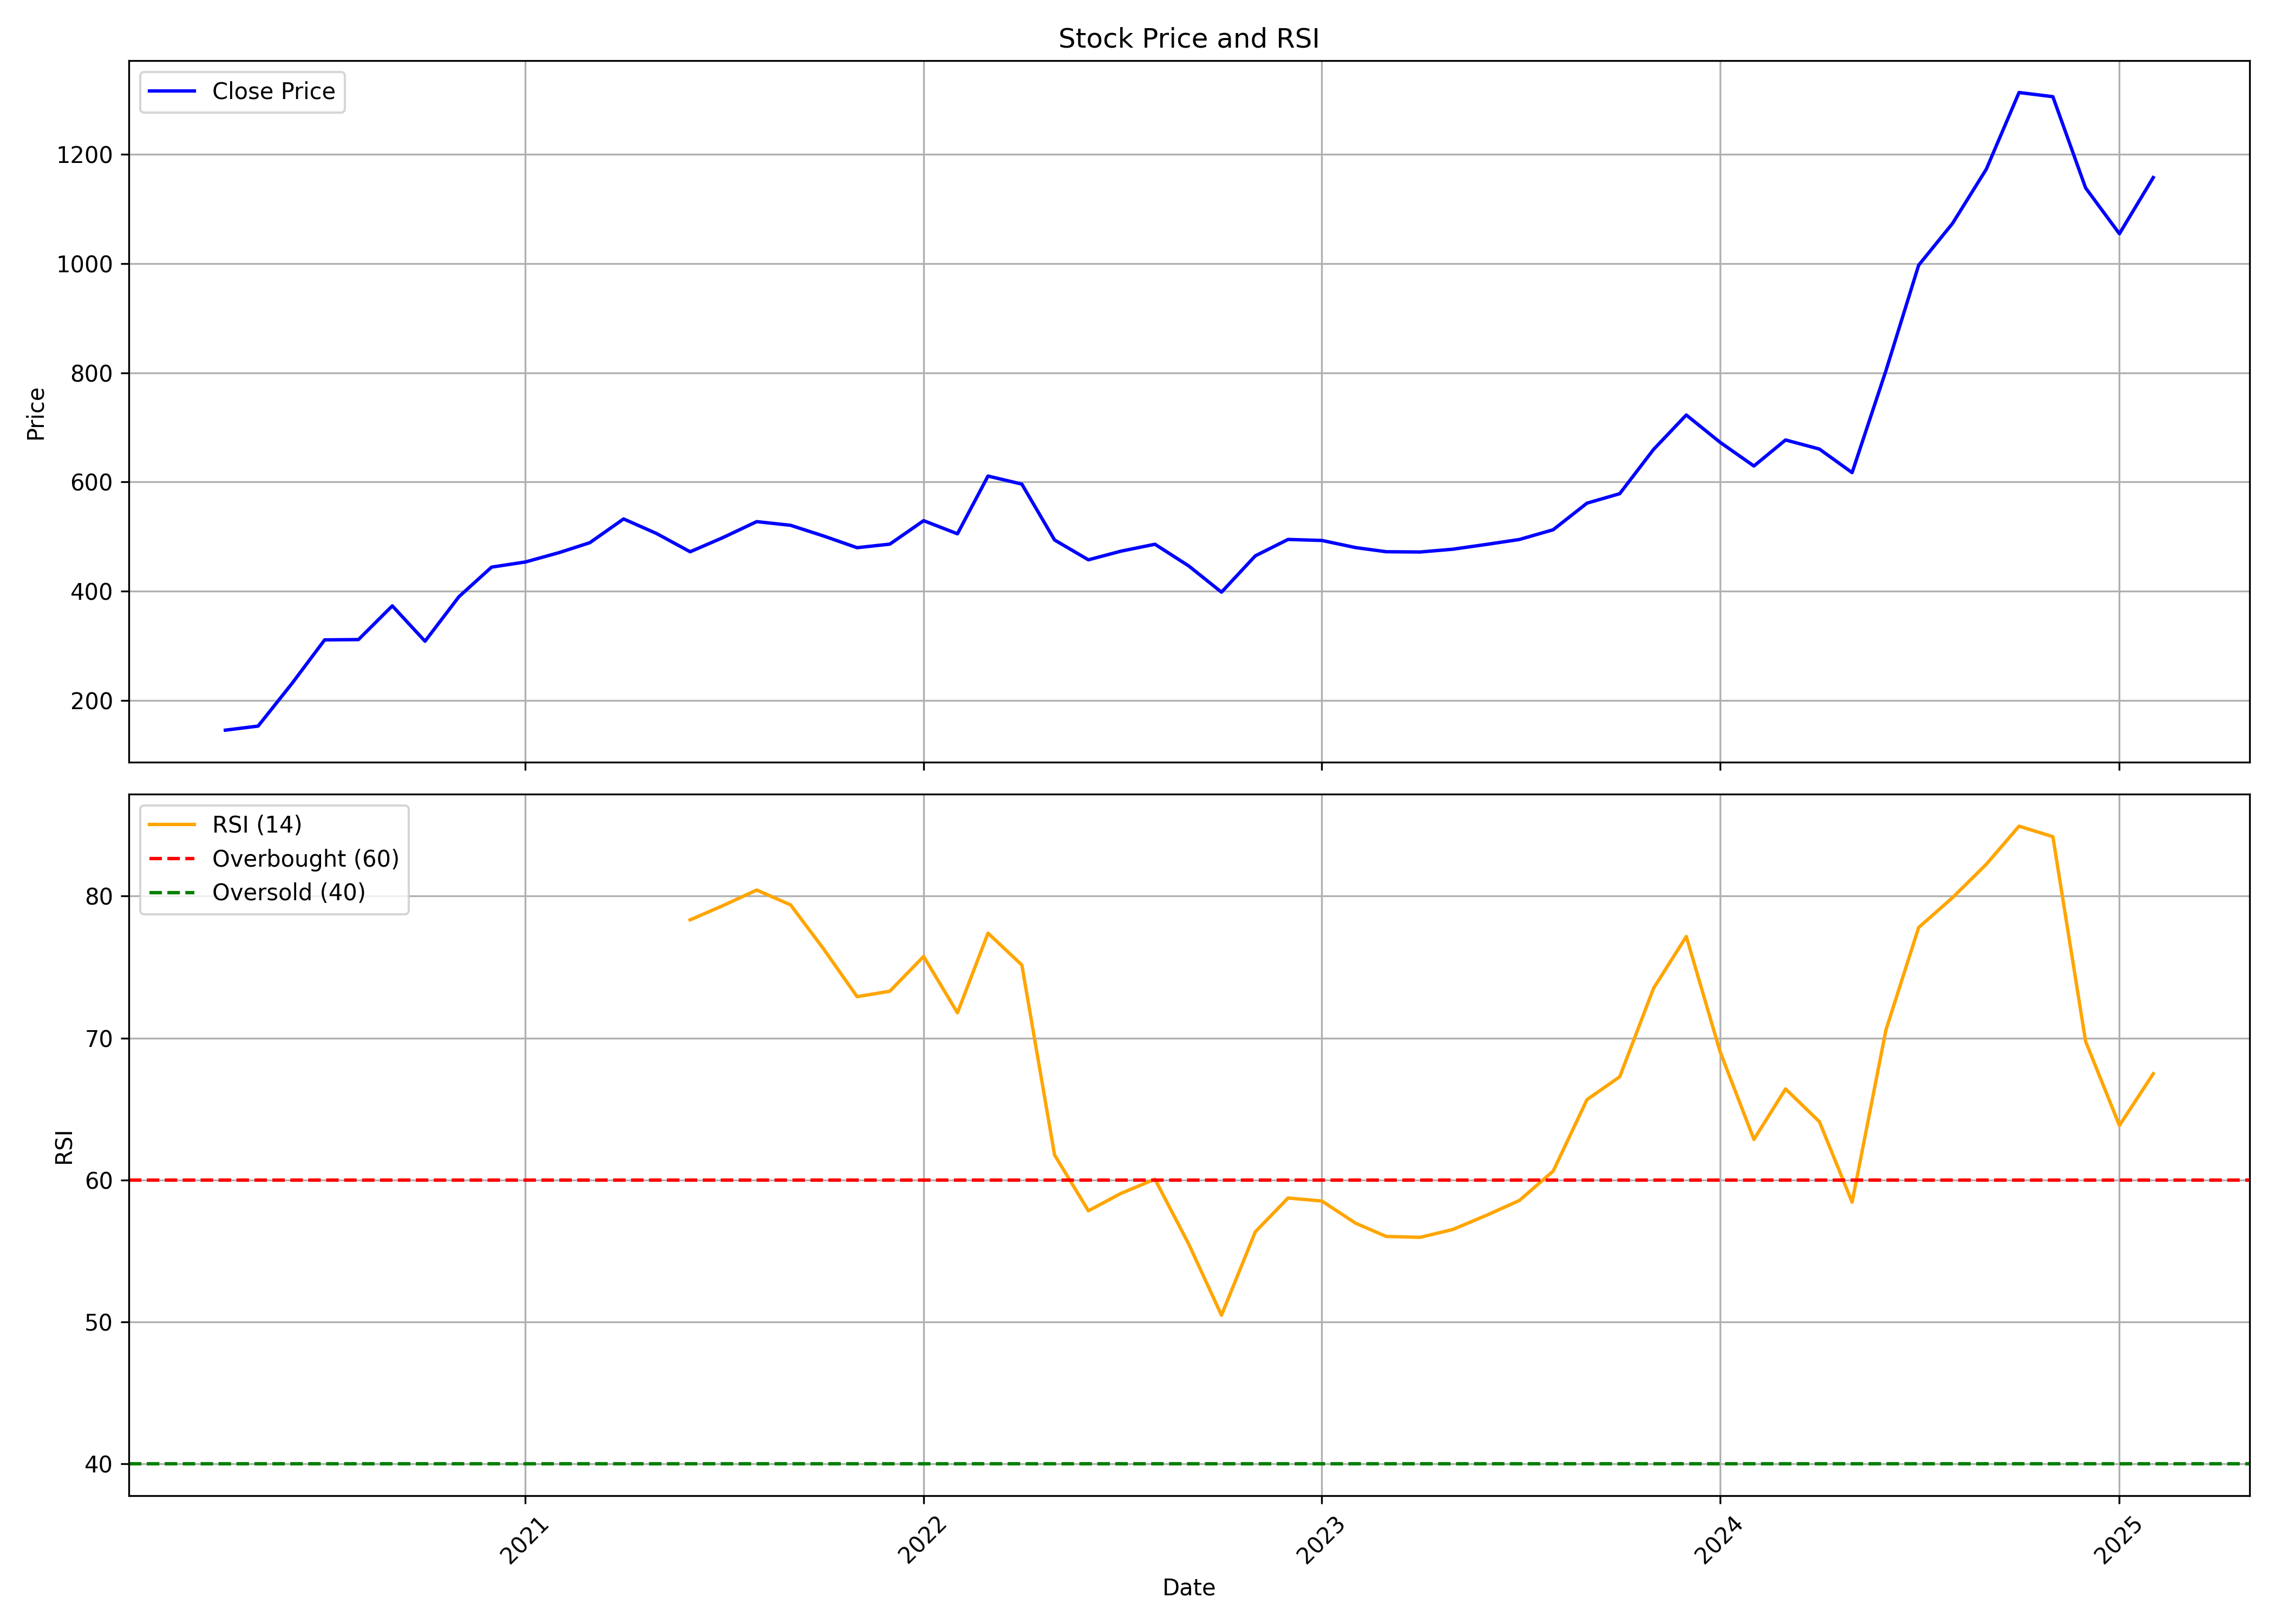 Stock Price and RSI
Close Price
1200
1000
800
600
400
200
Price
RSI (14)
Overbought (60)
Oversold (40)
80
70
60
50
40
RSI
2021
2022
2023
2024
2025
Date